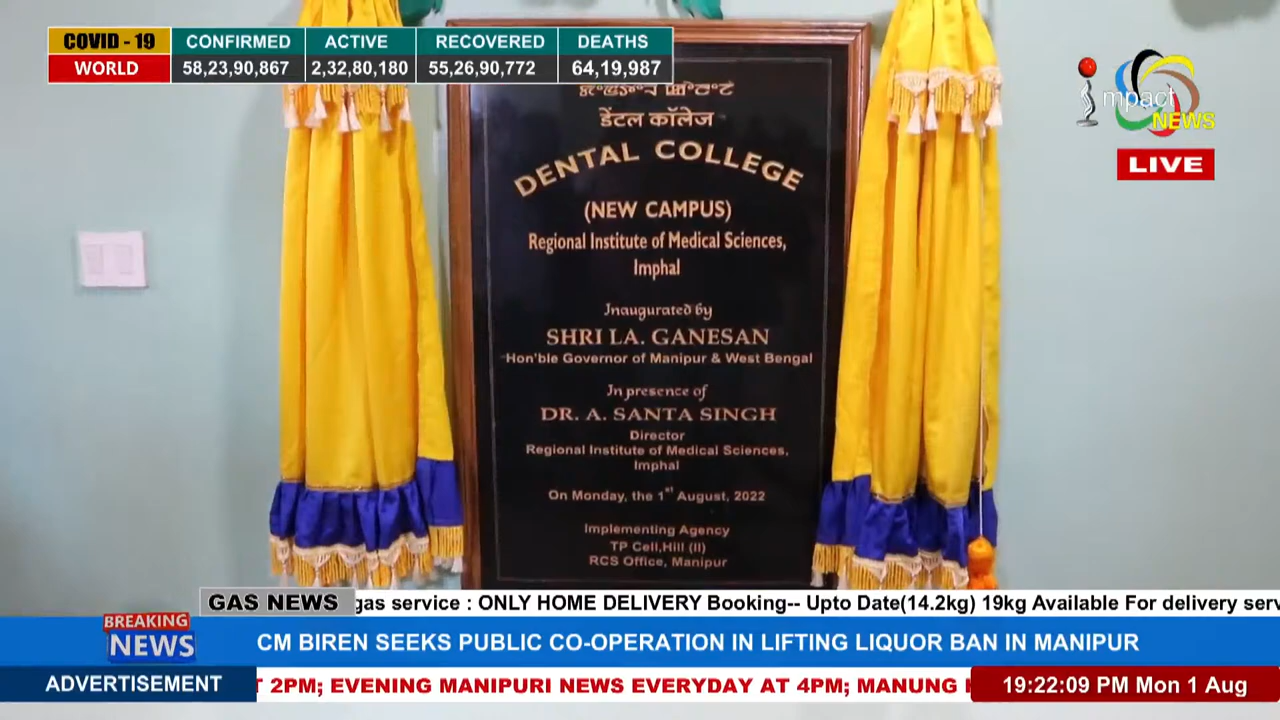 COVID - 19 CONFIRMED ACTIVE RECOVERED DEATHS
WORLD 58,23,90,867 2,32,80,180 55,26,90,772 64,19,987
impact
NEWS
LIVE
डेंटल कॉलेज
DENTAL COLLEGE
(NEW CAMPUS)
Regional Institute of Medical Sciences,
Imphal
Inaugurated by
SHRI LA. GANESAN
Hon'ble Governor of Manipur & West Bengal
In presence of
DR. A. SANTA SINGH
Director
Regional Institute of Medical Sciences,
Imphal
On Monday, the 1st August, 2022
Implementing Agency
TP Cell,Hill (II)
RCS Office, Manipur
GAS NEWS gas service : ONLY HOME DELIVERY Booking-- Upto Date(14.2kg) 19kg Available For delivery serv
BREAKING
NEWS
CM BIREN SEEKS PUBLIC CO-OPERATION IN LIFTING LIQUOR BAN IN MANIPUR
ADVERTISEMENT T 2PM; EVENING MANIPURI NEWS EVERYDAY AT 4PM; MANUNG 19:22:09 PM Mon 1 Aug